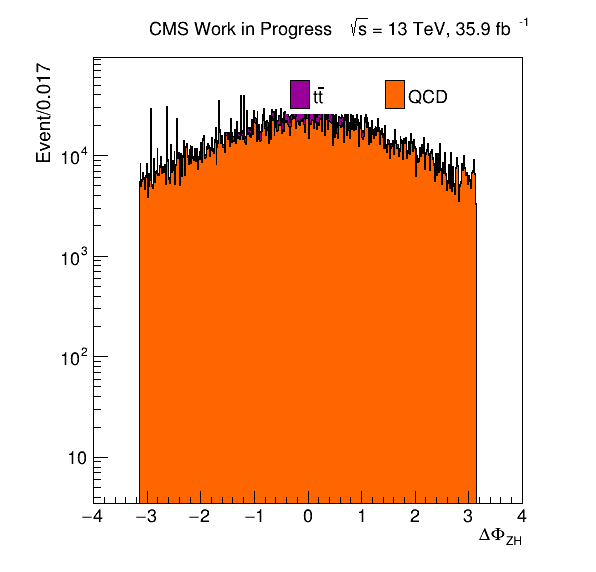 CMS Work in Progress √s = 13 TeV, 35.9 fb⁻¹
Event/0.017
tt̄
QCD
10⁴
10³
10²
10
−4 −3 −2 −1 0 1 2 3 4
ΔΦ_ZH